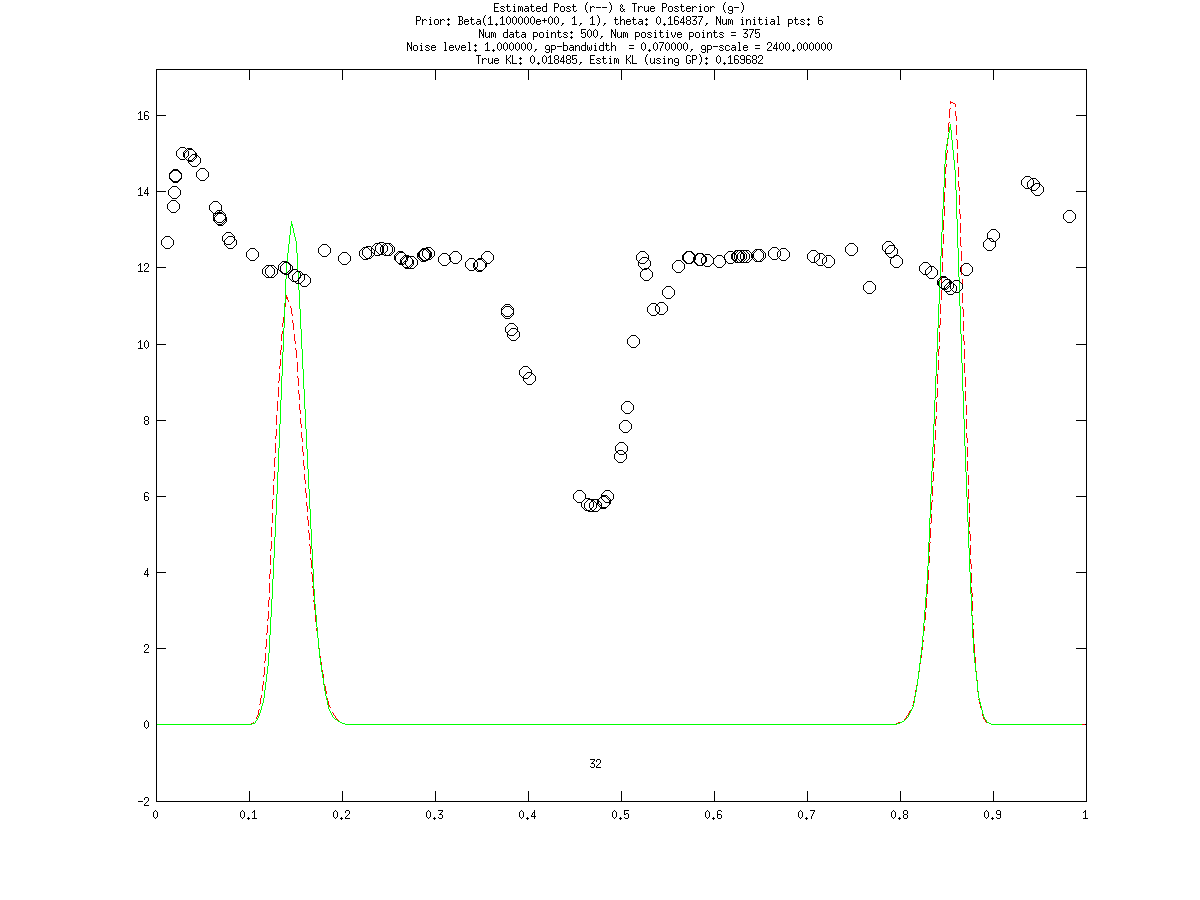 Estimated Post (r--) & True Posterior (g-)
Prior: Beta(1.100000e+00, 1, 1), theta: 0.164837, Num initial pts: 6
Num data points: 500, Num positive points = 375
Noise level: 1.000000, gp-bandwidth  = 0.070000, gp-scale = 2400.000000
True KL: 0.018485, Estim KL (using GP): 0.169682
16
14
12
10
8
6
4
2
0
32
-2
0 0.1 0.2 0.3 0.4 0.5 0.6 0.7 0.8 0.9 1